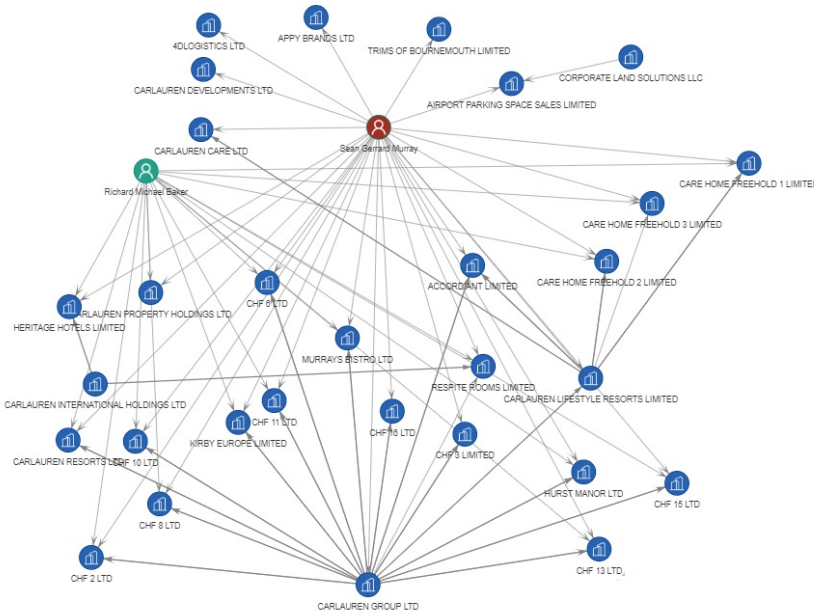 APPY BRANDS LTD
4DLOGISTICS LTD
TRIMS OF BOURNEMOUTH LIMITED
CORPORATE LAND SOLUTIONS LLC
CARLAUREN DEVELOPMENTS LTD
AIRPORT PARKING SPACE SALES LIMITED
CARLAUREN CARE LTD
Sean Gerrard Murray
Richard Michael Baker
CARE HOME FREEHOLD 1 LIMITED
CARE HOME FREEHOLD 3 LIMITED
CARE HOME FREEHOLD 2 LIMITED
ACCORDIANT LIMITED
CHF 6 LTD
CARLAUREN PROPERTY HOLDINGS LTD
HERITAGE HOTELS LIMITED
MURRAYS BISTRO LTD
RESPITE ROOMS LIMITED
CARLAUREN LIFESTYLE RESORTS LIMITED
CARLAUREN INTERNATIONAL HOLDINGS LTD
CHF 11 LTD
CHF 16 LTD
KIRBY EUROPE LIMITED
CHF 3 LIMITED
CARLAUREN RESORTS LTD
CHF 10 LTD
HURST MANOR LTD
CHF 15 LTD
CHF 8 LTD
CHF 13 LTD
CHF 2 LTD
CARLAUREN GROUP LTD